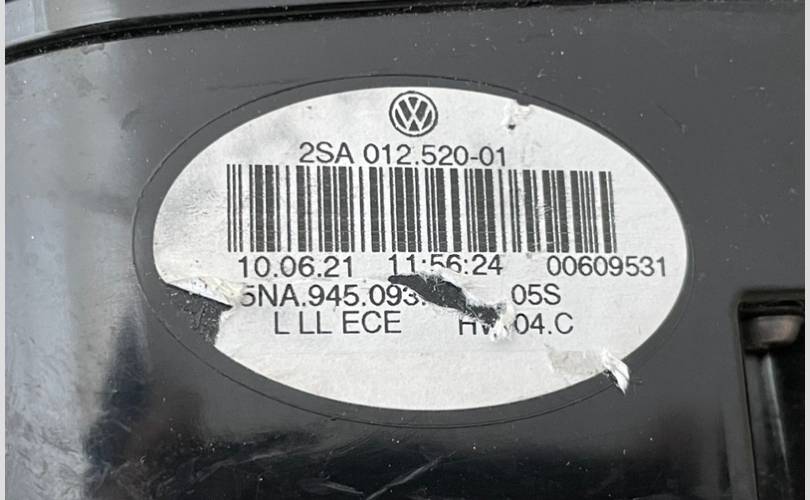 2SA 012.520-01
10.06.21 11:56:24 00609531
5NA.945.093. 05S
L LL ECE 04.C